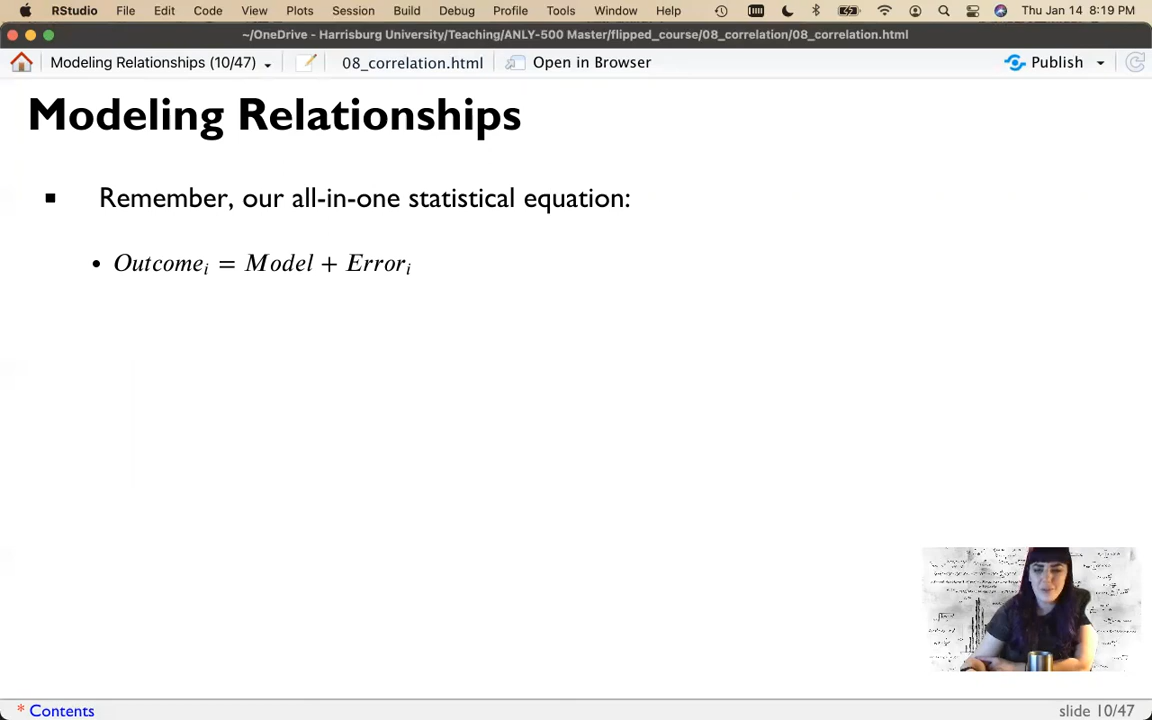 RStudio File Edit Code View Plots Session Build Debug Profile Tools Window Help Thu Jan 14 8:19 PM
~/OneDrive - Harrisburg University/Teaching/ANLY-500 Master/flipped_course/08_correlation/08_correlation.html
Modeling Relationships (10/47) 08_correlation.html Open in Browser Publish
Modeling Relationships
Remember, our all-in-one statistical equation:
• Outcomeᵢ = Model + Errorᵢ
* Contents slide 10/47